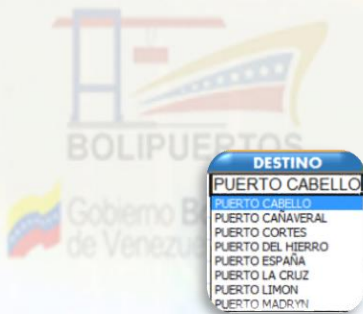 BOLIPUERTOS
DESTINO
PUERTO CABELLO
PUERTO CABELLO
PUERTO CAÑAVERAL
PUERTO CORTES
PUERTO DEL HIERRO
PUERTO ESPAÑA
PUERTO LA CRUZ
PUERTO LIMON
PUERTO MADRYN
Gobierno
de Venezue